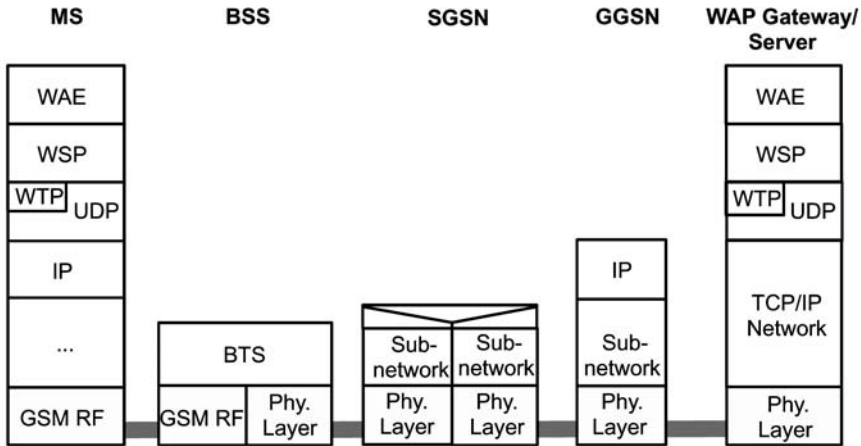 MS
BSS
SGSN
GGSN
WAP Gateway/
Server
WAE
WSP
WTP
UDP
IP
...
GSM RF
BTS
GSM RF
Phy.
Layer
Sub-
network
Sub-
network
Phy.
Layer
Phy.
Layer
IP
Sub-
network
Phy.
Layer
WAE
WSP
WTP
UDP
TCP/IP
Network
Phy.
Layer